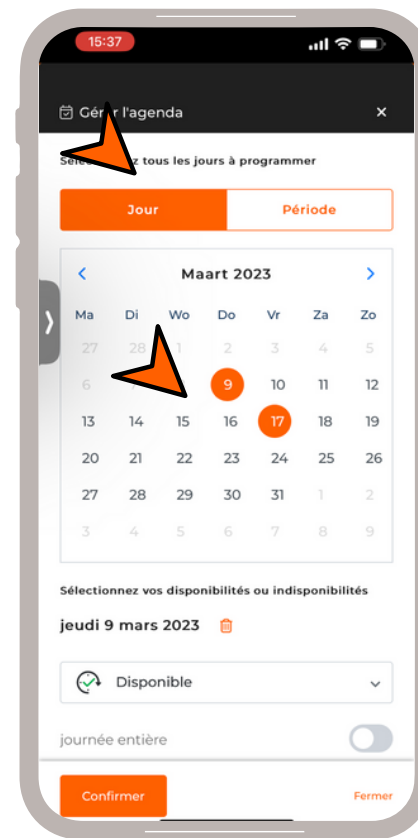 15:37
Gérer l'agenda ×
tous les jours à programmer
Jour Période
Maart 2023
Ma Di Wo Do Vr Za Zo
27 28 1 2 3 4 5
6 9 10 11 12
13 14 15 16 17 18 19
20 21 22 23 24 25 26
27 28 29 30 31 1 2
3 4 5 6 7 8 9
Sélectionnez vos disponibilités ou indisponibilités
jeudi 9 mars 2023
Disponible
journée entière
Confirmer Fermer